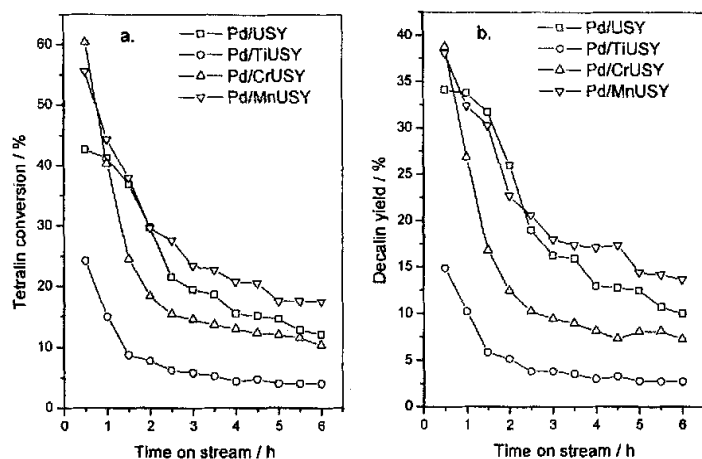 a.
Pd/USY
Pd/TiUSY
Pd/CrUSY
Pd/MnUSY
60
50
40
30
20
10
0
Tetralin conversion / %
0 1 2 3 4 5 6
Time on stream / h
b.
Pd/USY
Pd/TiUSY
Pd/CrUSY
Pd/MnUSY
40
35
30
25
20
15
10
5
0
Decalin yield / %
0 1 2 3 4 5 6
Time on stream / h